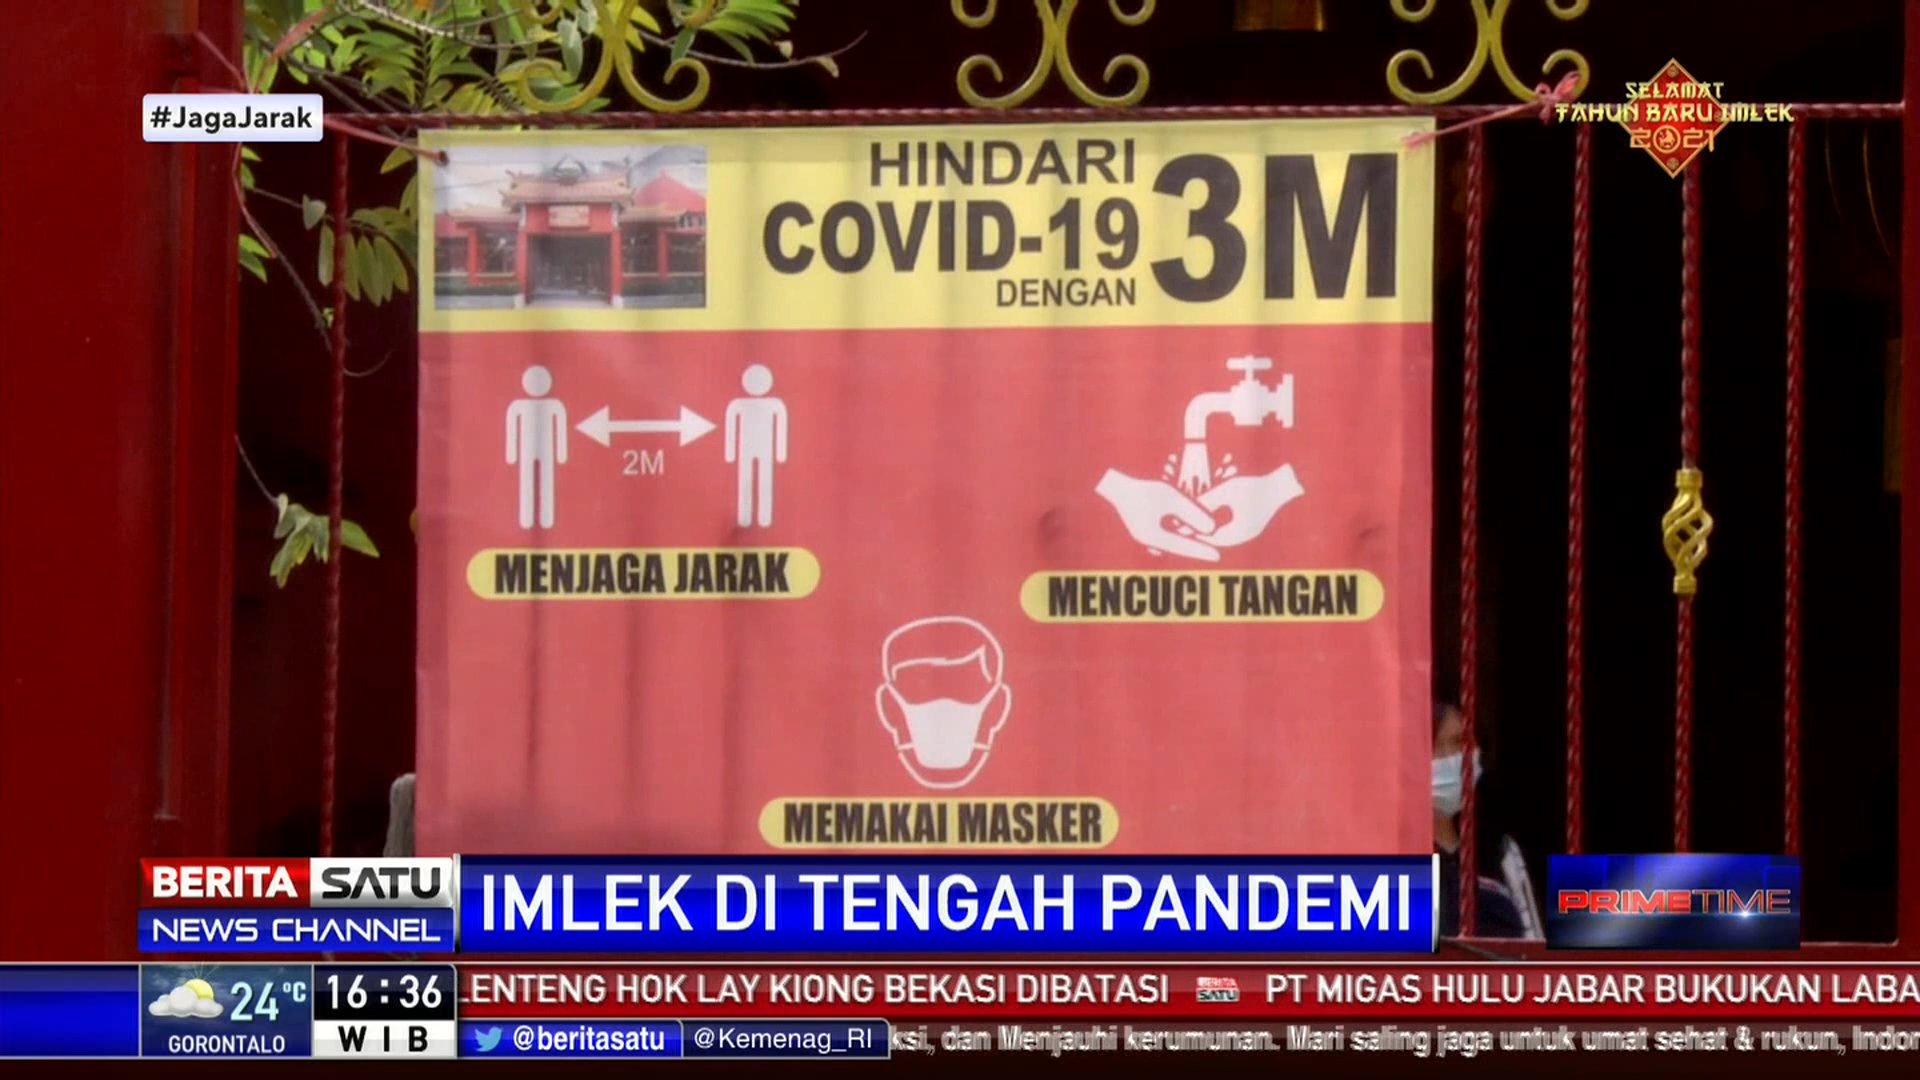 #JagaJarak
SELAMAT
TAHUN BARU IMLEK
2021
HINDARI
COVID-19
DENGAN
3M
2M
MENJAGA JARAK
MENCUCI TANGAN
MEMAKAI MASKER
BERITA SATU
NEWS CHANNEL
IMLEK DI TENGAH PANDEMI
PRIMETIME
24°C
GORONTALO
16:36
WIB
LENTENG HOK LAY KIONG BEKASI DIBATASI BERITA SATU PT MIGAS HULU JABAR BUKUKAN LABA
@beritasatu
@Kemenag_RI
ksi, dan Menjauhi kerumunan. Mari saling jaga untuk umat sehat & rukun, Indon